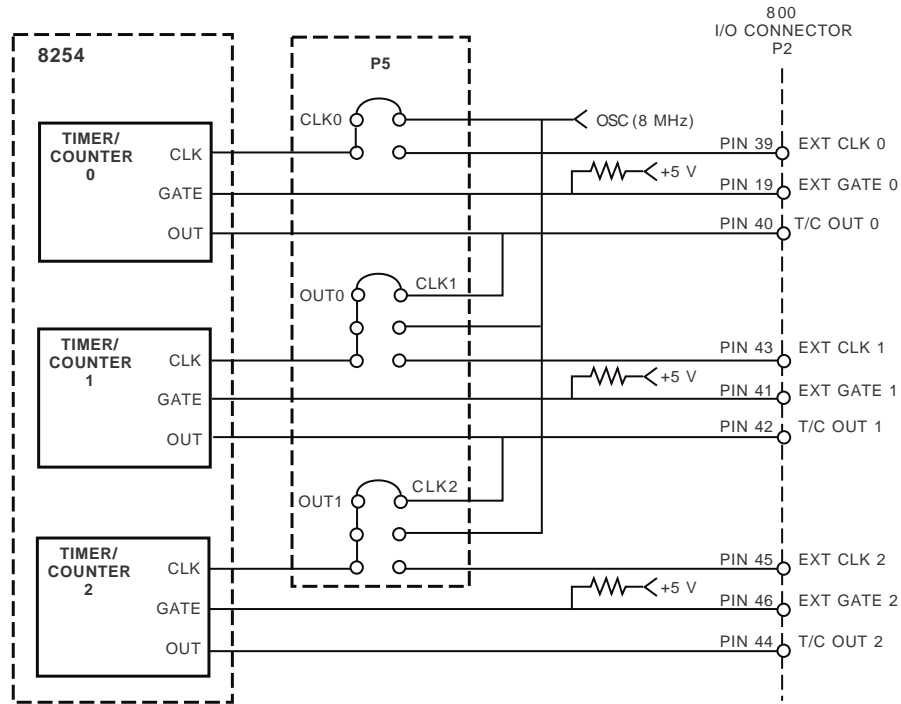 800
I/O CONNECTOR
P2
8254
P5
CLK0
OSC (8 MHz)
TIMER/
COUNTER
0
CLK
PIN 39
EXT CLK 0
+5 V
GATE
PIN 19
EXT GATE 0
OUT
PIN 40
T/C OUT 0
OUT0
CLK1
TIMER/
COUNTER
1
CLK
PIN 43
EXT CLK 1
+5 V
GATE
PIN 41
EXT GATE 1
OUT
PIN 42
T/C OUT 1
OUT1
CLK2
TIMER/
COUNTER
2
CLK
PIN 45
EXT CLK 2
+5 V
GATE
PIN 46
EXT GATE 2
OUT
PIN 44
T/C OUT 2